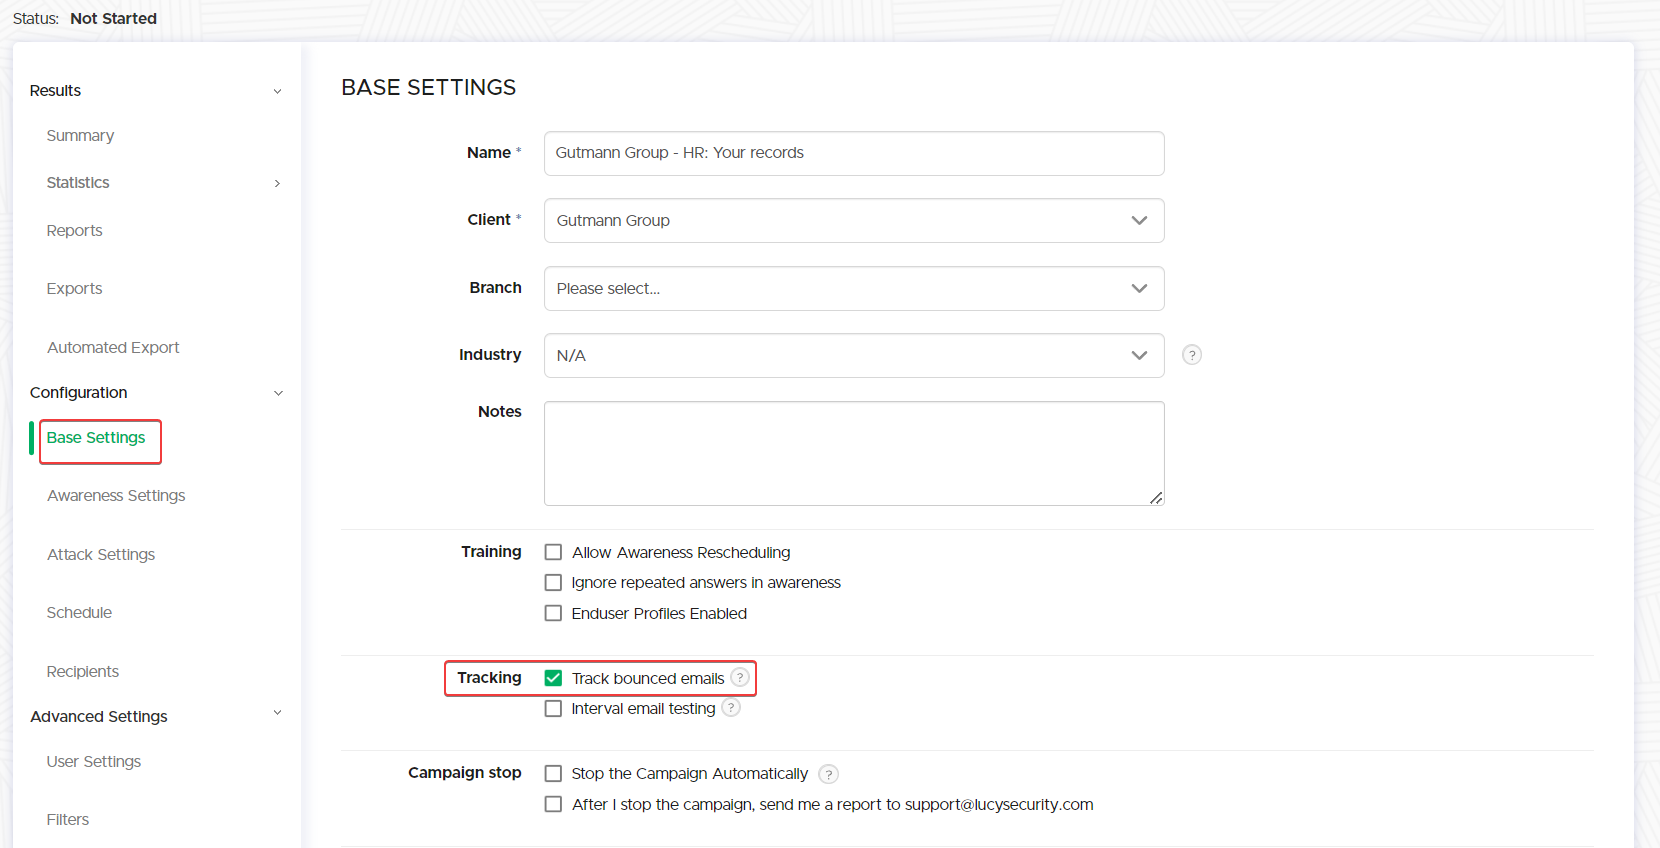 Status: Not Started
Results
Summary
Statistics
Reports
Exports
Automated Export
Configuration
Base Settings
Awareness Settings
Attack Settings
Schedule
Recipients
Advanced Settings
User Settings
Filters
BASE SETTINGS
Name * Gutmann Group - HR: Your records
Client * Gutmann Group
Branch Please select...
Industry N/A ?
Notes
Training Allow Awareness Rescheduling
Ignore repeated answers in awareness
Enduser Profiles Enabled
Tracking Track bounced emails ?
Interval email testing ?
Campaign stop Stop the Campaign Automatically ?
After I stop the campaign, send me a report to support@lucysecurity.com